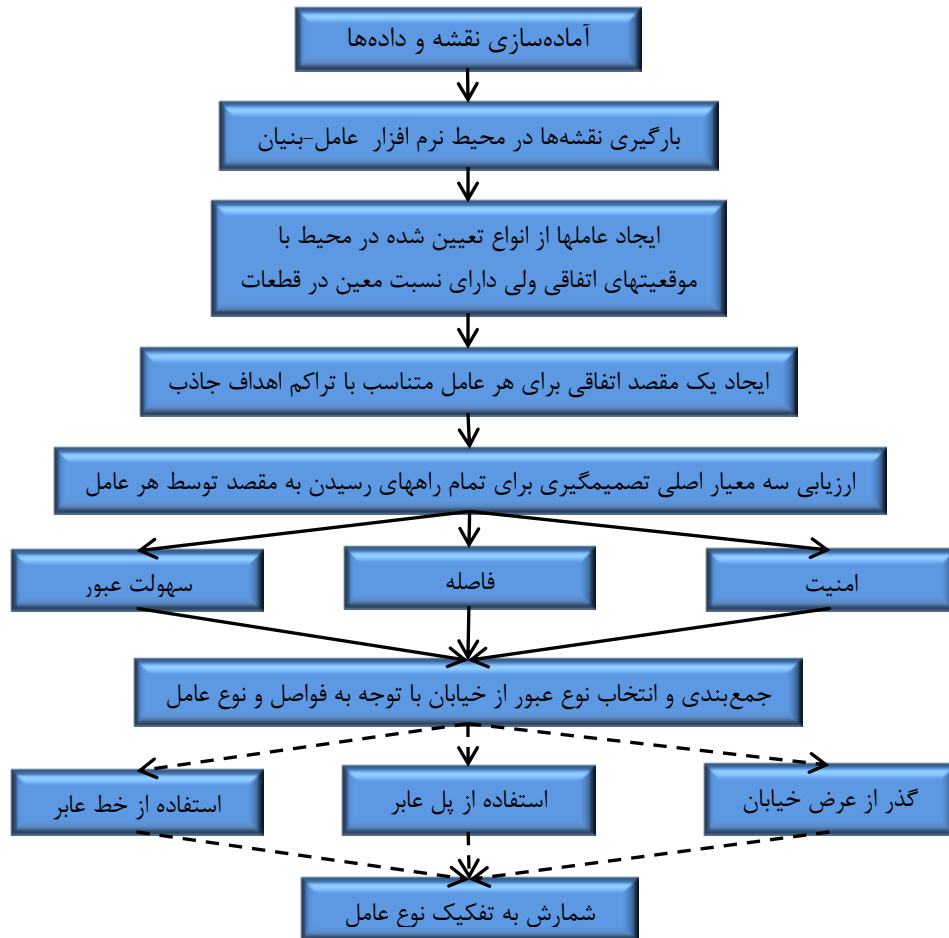 آماده‌سازی نقشه و داده‌ها
بارگیری نقشه‌ها در محیط نرم افزار عامل-بنیان
ایجاد عاملها از انواع تعیین شده در محیط با
موقعیتهای اتفاقی ولی دارای نسبت معین در قطعات
ایجاد یک مقصد اتفاقی برای هر عامل متناسب با تراکم اهداف جاذب
ارزیابی سه معیار اصلی تصمیمگیری برای تمام راههای رسیدن به مقصد توسط هر عامل
امنیت
فاصله
سهولت عبور
جمع‌بندی و انتخاب نوع عبور از خیابان با توجه به فواصل و نوع عامل
گذر از عرض خیابان
استفاده از پل عابر
استفاده از خط عابر
شمارش به تفکیک نوع عامل